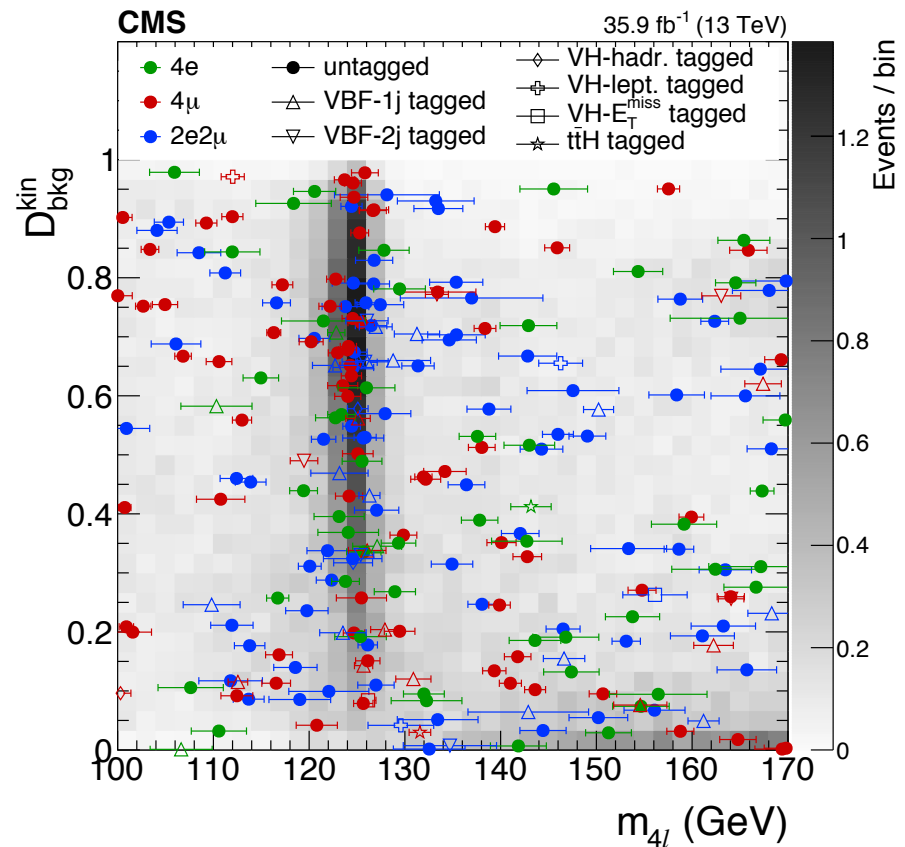 CMS 35.9 fb⁻¹ (13 TeV)
4e
4μ
2e2μ
untagged
VBF-1j tagged
VBF-2j tagged
VH-hadr. tagged
VH-lept. tagged
VH-E_T^miss tagged
tt̄H tagged
D_bkg^kin
1
0.8
0.6
0.4
0.2
0
100 110 120 130 140 150 160 170
m_4l (GeV)
Events / bin
1.2
1
0.8
0.6
0.4
0.2
0